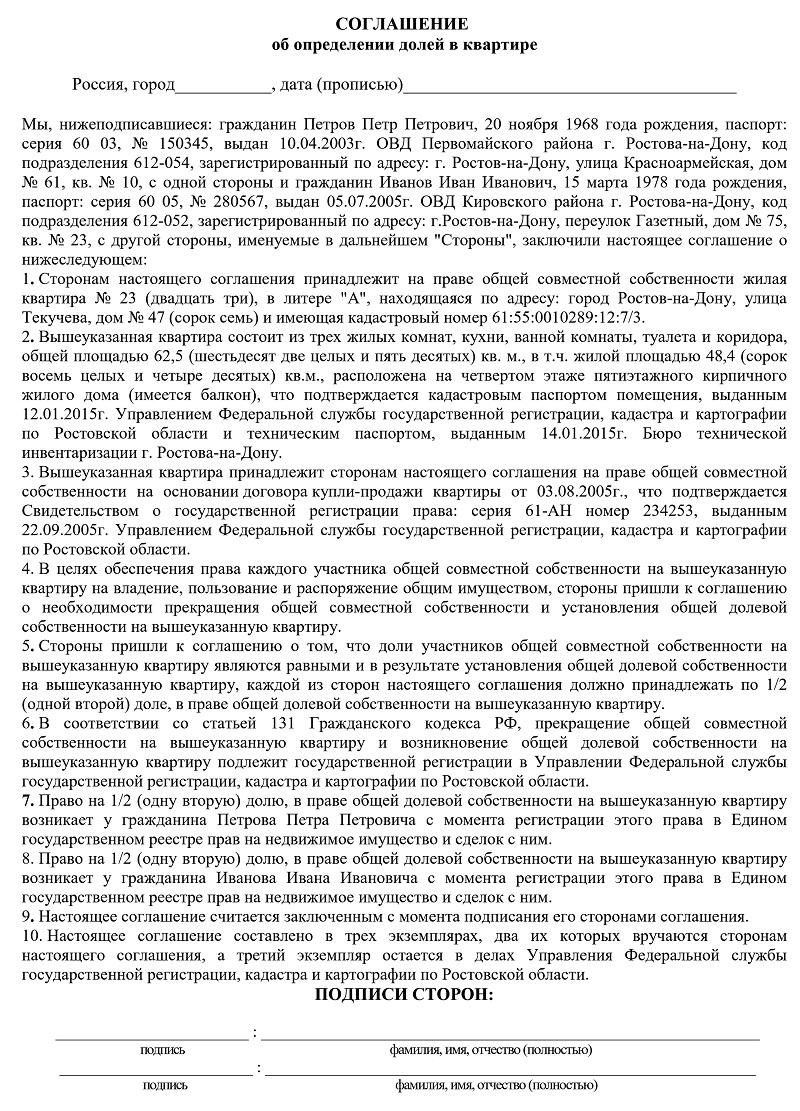 СОГЛАШЕНИЕ
об определении долей в квартире
Россия, город___________, дата (прописью)______________________________________
Мы, нижеподписавшиеся: гражданин Петров Петр Петрович, 20 ноября 1968 года рождения, паспорт:
серия 60 03, № 150345, выдан 10.04.2003г. ОВД Первомайского района г. Ростова-на-Дону, код
подразделения 612-054, зарегистрированный по адресу: г. Ростов-на-Дону, улица Красноармейская, дом
№ 61, кв. № 10, с одной стороны и гражданин Иванов Иван Иванович, 15 марта 1978 года рождения,
паспорт: серия 60 05, № 280567, выдан 05.07.2005г. ОВД Кировского района г. Ростова-на-Дону, код
подразделения 612-052, зарегистрированный по адресу: г.Ростов-на-Дону, переулок Газетный, дом № 75,
кв. № 23, с другой стороны, именуемые в дальнейшем "Стороны", заключили настоящее соглашение о
нижеследующем:
1. Сторонам настоящего соглашения принадлежит на праве общей совместной собственности жилая
квартира № 23 (двадцать три), в литере "А", находящаяся по адресу: город Ростов-на-Дону, улица
Текучева, дом № 47 (сорок семь) и имеющая кадастровый номер 61:55:0010289:12:7/3.
2. Вышеуказанная квартира состоит из трех жилых комнат, кухни, ванной комнаты, туалета и коридора,
общей площадью 62,5 (шестьдесят две целых и пять десятых) кв. м., в т.ч. жилой площадью 48,4 (сорок
восемь целых и четыре десятых) кв.м., расположена на четвертом этаже пятиэтажного кирпичного
жилого дома (имеется балкон), что подтверждается кадастровым паспортом помещения, выданным
12.01.2015г. Управлением Федеральной службы государственной регистрации, кадастра и картографии
по Ростовской области и техническим паспортом, выданным 14.01.2015г. Бюро технической
инвентаризации г. Ростова-на-Дону.
3. Вышеуказанная квартира принадлежит сторонам настоящего соглашения на праве общей совместной
собственности на основании договора купли-продажи квартиры от 03.08.2005г., что подтверждается
Свидетельством о государственной регистрации права: серия 61-АН номер 234253, выданным
22.09.2005г. Управлением Федеральной службы государственной регистрации, кадастра и картографии
по Ростовской области.
4. В целях обеспечения права каждого участника общей совместной собственности на вышеуказанную
квартиру на владение, пользование и распоряжение общим имуществом, стороны пришли к соглашению
о необходимости прекращения общей совместной собственности и установления общей долевой
собственности на вышеуказанную квартиру.
5. Стороны пришли к соглашению о том, что доли участников общей совместной собственности на
вышеуказанную квартиру являются равными и в результате установления общей долевой собственности
на вышеуказанную квартиру, каждой из сторон настоящего соглашения должно принадлежать по 1/2
(одной второй) доле, в праве общей долевой собственности на вышеуказанную квартиру.
6. В соответствии со статьей 131 Гражданского кодекса РФ, прекращение общей совместной
собственности на вышеуказанную квартиру и возникновение общей долевой собственности на
вышеуказанную квартиру подлежит государственной регистрации в Управлении Федеральной службы
государственной регистрации, кадастра и картографии по Ростовской области.
7. Право на 1/2 (одну вторую) долю, в праве общей долевой собственности на вышеуказанную квартиру
возникает у гражданина Петрова Петра Петровича с момента регистрации этого права в Едином
государственном реестре прав на недвижимое имущество и сделок с ним.
8. Право на 1/2 (одну вторую) долю, в праве общей долевой собственности на вышеуказанную квартиру
возникает у гражданина Иванова Ивана Ивановича с момента регистрации этого права в Едином
государственном реестре прав на недвижимое имущество и сделок с ним.
9. Настоящее соглашение считается заключенным с момента подписания его сторонами соглашения.
10. Настоящее соглашение составлено в трех экземплярах, два их которых вручаются сторонам
настоящего соглашения, а третий экземпляр остается в делах Управления Федеральной службы
государственной регистрации, кадастра и картографии по Ростовской области.
ПОДПИСИ СТОРОН:
______________________ : ______________________________________________
подпись фамилия, имя, отчество (полностью)
______________________ : ______________________________________________
подпись фамилия, имя, отчество (полностью)